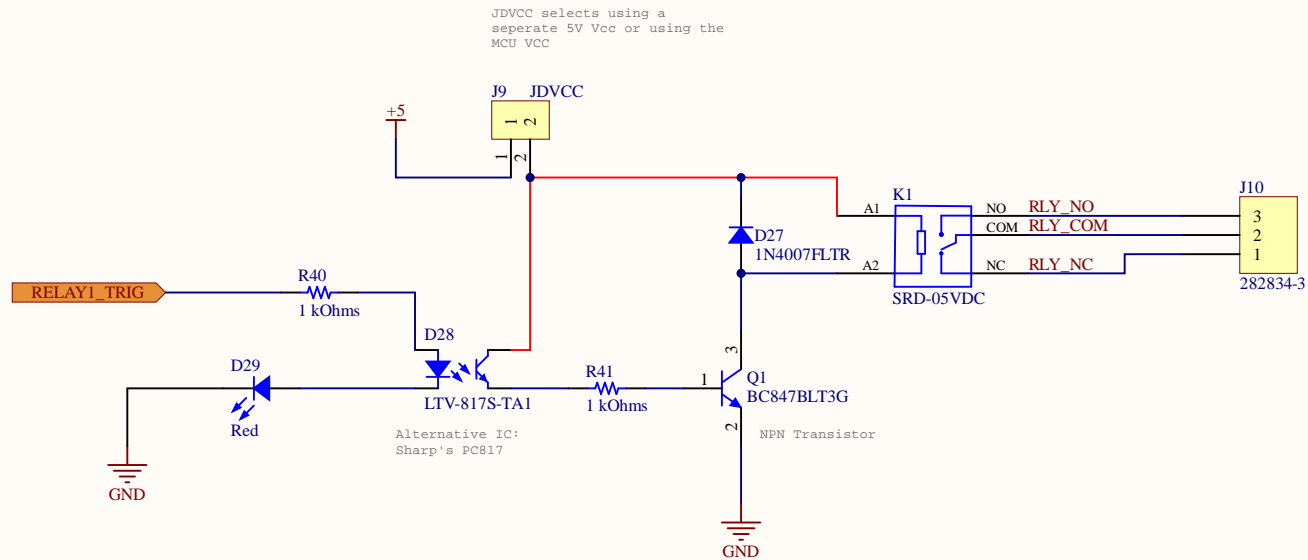 JDVCC selects using a
seperate 5V Vcc or using the
MCU VCC
J9 JDVCC
+5
1 2
1 2
K1
J10
A1
NO RLY_NO
3
COM RLY_COM
2
D27
1N4007FLTR
A2
NC RLY_NC
1
SRD-05VDC
282834-3
R40
RELAY1_TRIG
1 kOhms
D28
D29
R41
3
1
Q1
BC847BLT3G
LTV-817S-TA1
1 kOhms
Red
2
Alternative IC:
Sharp's PC817
NPN Transistor
GND
GND